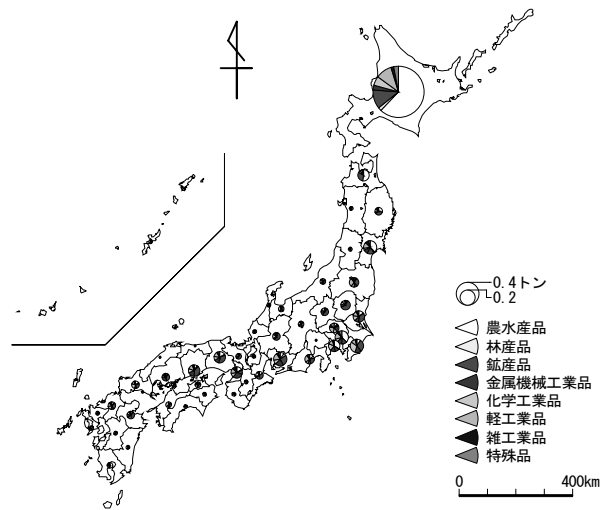 0.4トン
0.2
農水産品
林産品
鉱産品
金属機械工業品
化学工業品
軽工業品
雑工業品
特殊品
0 400km